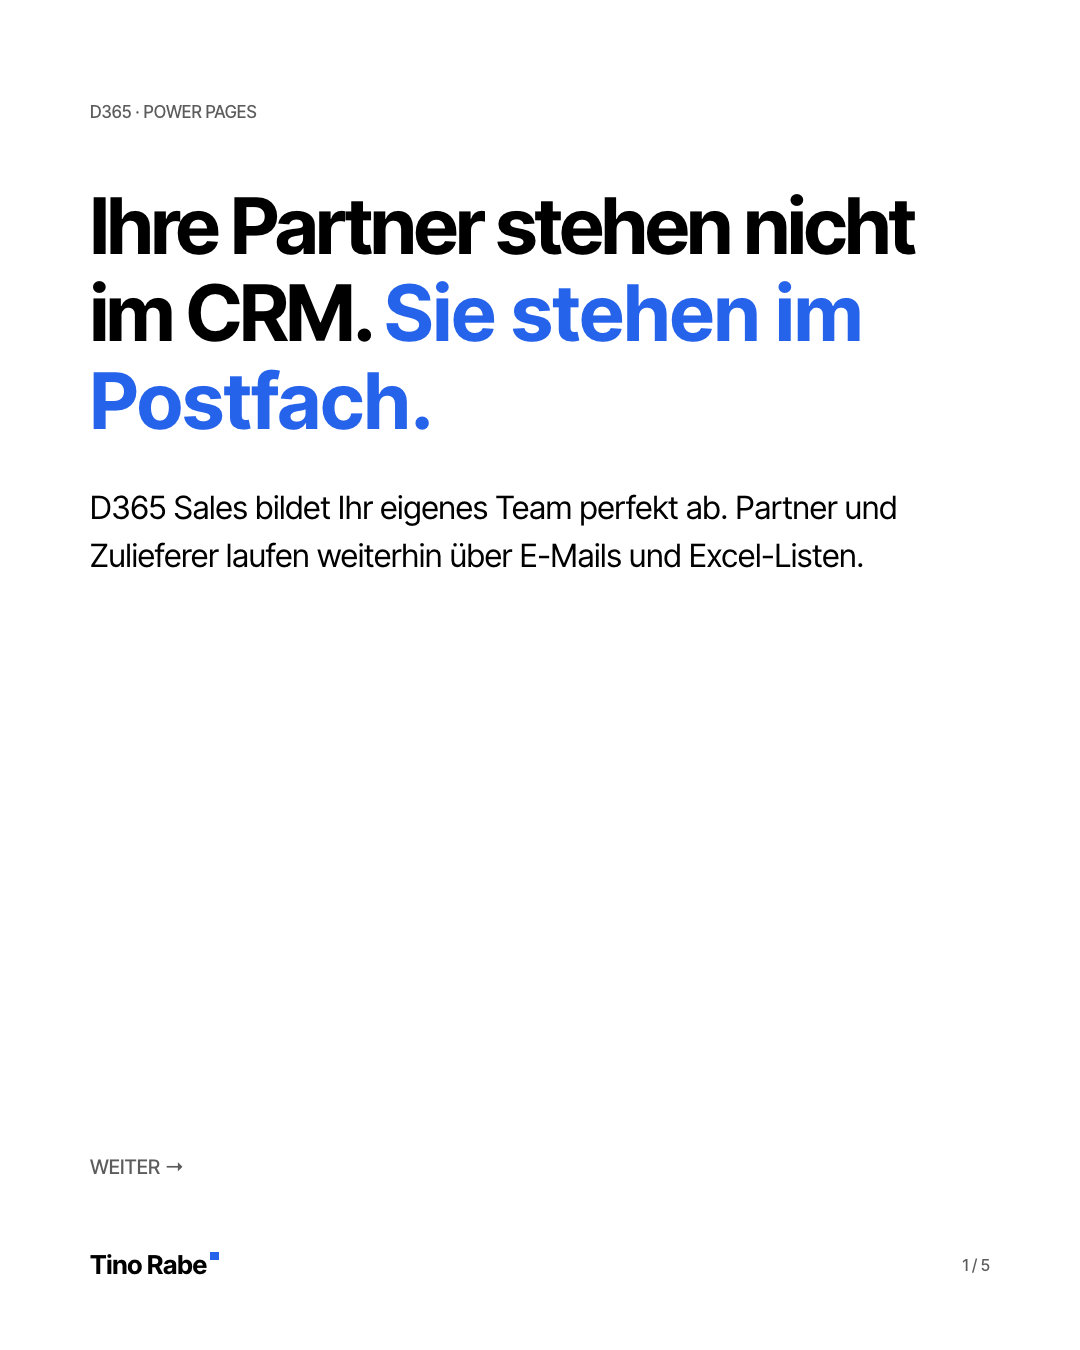 D365 · POWER PAGES
Ihre Partner stehen nicht
im CRM. Sie stehen im
Postfach.
D365 Sales bildet Ihr eigenes Team perfekt ab. Partner und
Zulieferer laufen weiterhin über E-Mails und Excel-Listen.
WEITER →
Tino Rabe
1 / 5